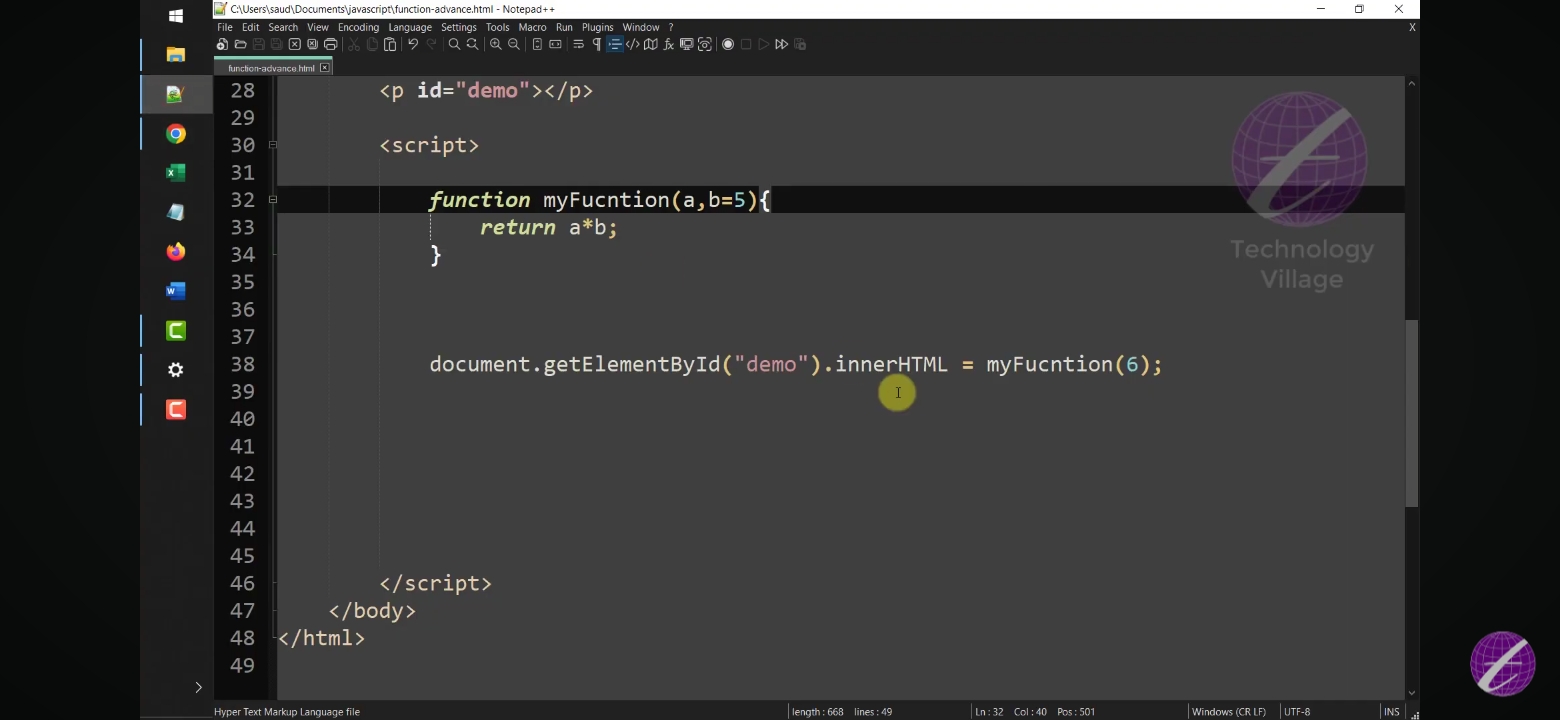 C:\Users\saud\Documents\javascript\function-advance.html - Notepad++
File Edit Search View Encoding Language Settings Tools Macro Run Plugins Window ?
X
function-advance.html
28 <p id="demo"></p>
29
30 <script>
31
32 function myFucntion(a,b=5){
33 return a*b;
34 }
35
36
37
38 document.getElementById("demo").innerHTML = myFucntion(6);
39
40
41
42
43
44
45
46 </script>
47 </body>
48 </html>
49
Technology
Village
Hyper Text Markup Language file length : 668 lines : 49 Ln : 32 Col : 40 Pos : 501 Windows (CR LF) UTF-8 INS